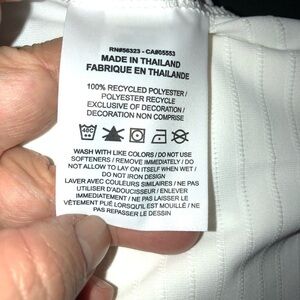 RN#56323 - CA#05553
MADE IN THAILAND
FABRIQUE EN THAILANDE
100% RECYCLED POLYESTER /
POLYESTER RECYCLE
EXCLUSIVE OF DECORATION /
DECORATION NON COMPRISE
40C
WASH WITH LIKE COLORS / DO NOT USE
SOFTENERS / REMOVE IMMEDIATELY / DO
NOT ALLOW TO LAY ON ITSELF WHEN WET /
DO NOT IRON DESIGN
LAVER AVEC COULEURS SIMILAIRES / NE PAS
UTILISER D'ADOUCISSEUR / ENLEVER
IMMEDIATEMENT / NE PAS LAISSER LE
VÊTEMENT PLIÉ LORSQU'IL EST MOUILLÉ / NE
PAS REPASSER LE DESSIN